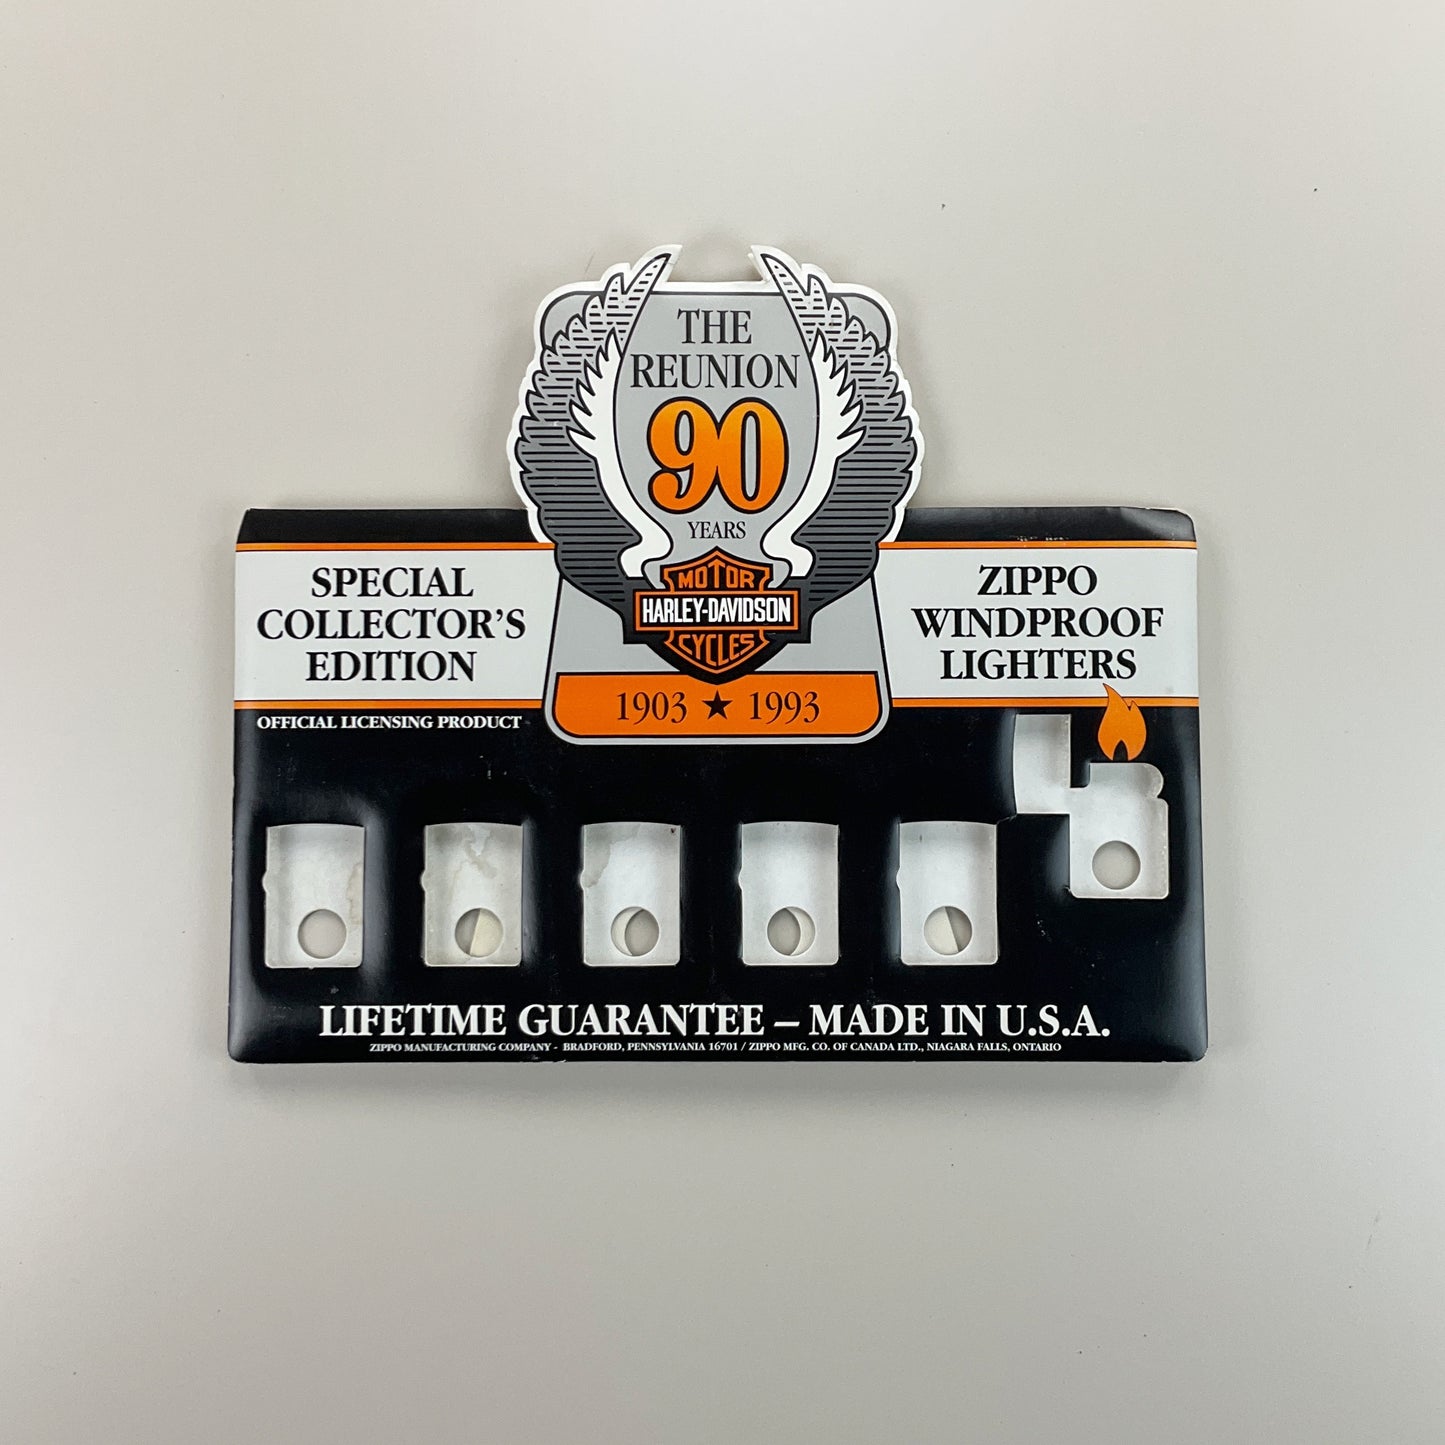 THE
REUNION
90
YEARS
MOTOR
HARLEY-DAVIDSON
CYCLES
1903 ★ 1993
SPECIAL
COLLECTOR'S
EDITION
OFFICIAL LICENSING PRODUCT
ZIPPO
WINDPROOF
LIGHTERS
LIFETIME GUARANTEE – MADE IN U.S.A.
ZIPPO MANUFACTURING COMPANY - BRADFORD, PENNSYLVANIA 16701 / ZIPPO MFG. CO. OF CANADA LTD., NIAGARA FALLS, ONTARIO